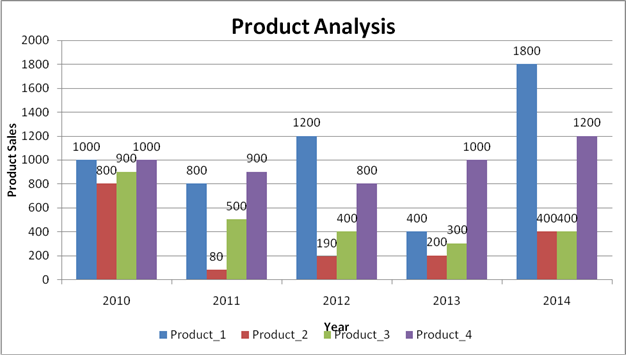 Product Analysis
2000
1800
1600
1400
1200
1000
800
600
400
200
0
Product Sales
1000 800 900 1000
800 80 500 900
1200 190 400 800
400 200 300 1000
1800 400 400 1200
2010 2011 2012 2013 2014
Year
Product_1 Product_2 Product_3 Product_4